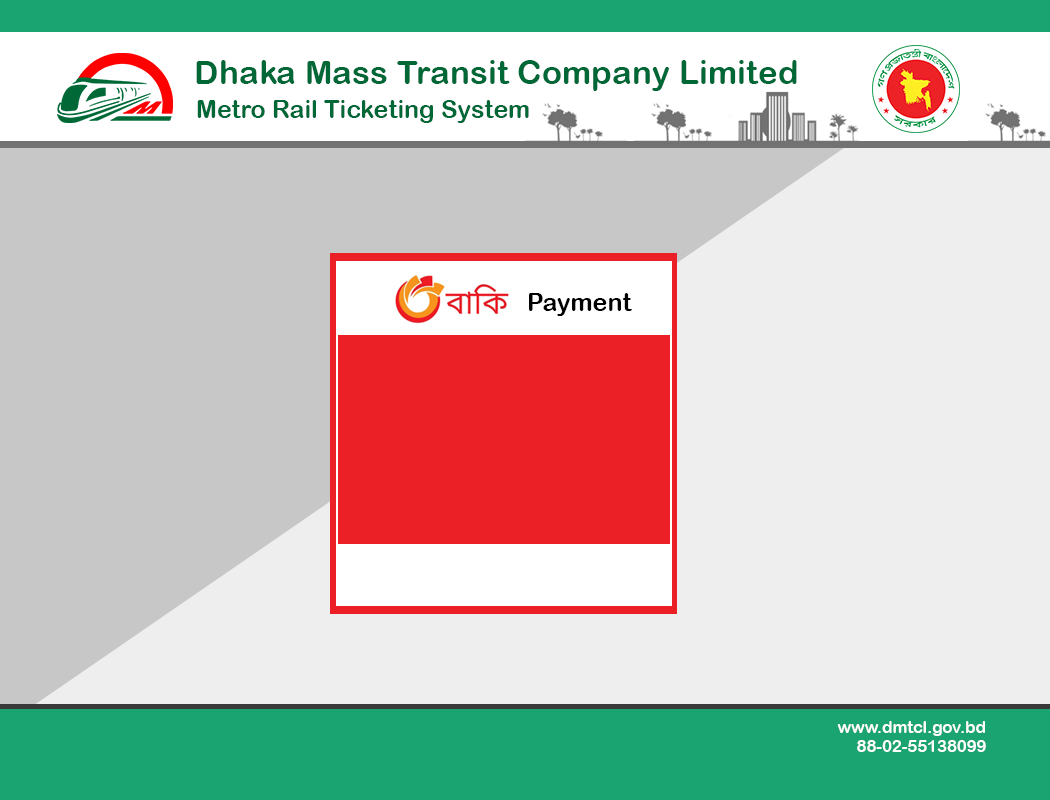 Dhaka Mass Transit Company Limited
Metro Rail Ticketing System
গণপ্রজাতন্ত্রী বাংলাদেশ
সরকার
বাকি Payment
www.dmtcl.gov.bd
88-02-55138099